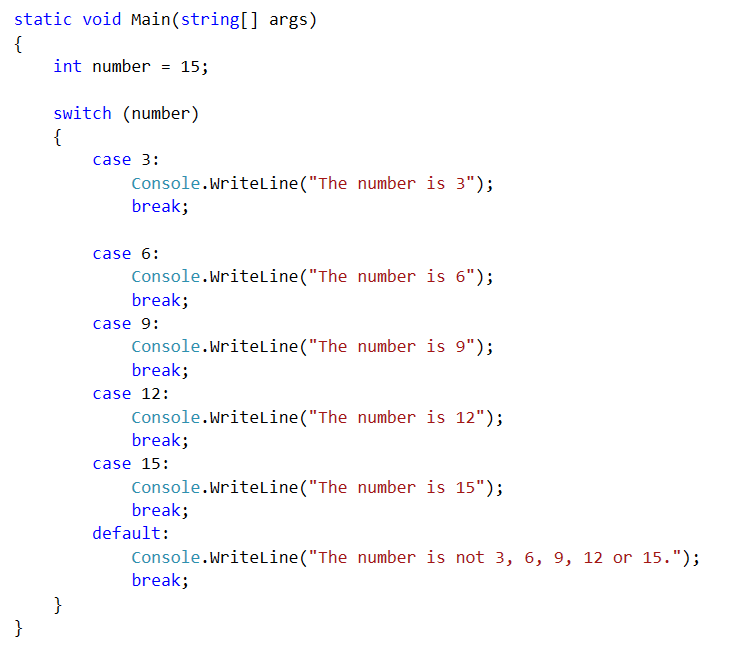 static void Main(string[] args)
{
    int number = 15;

    switch (number)
    {
        case 3:
            Console.WriteLine("The number is 3");
            break;

        case 6:
            Console.WriteLine("The number is 6");
            break;
        case 9:
            Console.WriteLine("The number is 9");
            break;
        case 12:
            Console.WriteLine("The number is 12");
            break;
        case 15:
            Console.WriteLine("The number is 15");
            break;
        default:
            Console.WriteLine("The number is not 3, 6, 9, 12 or 15.");
            break;
    }
}